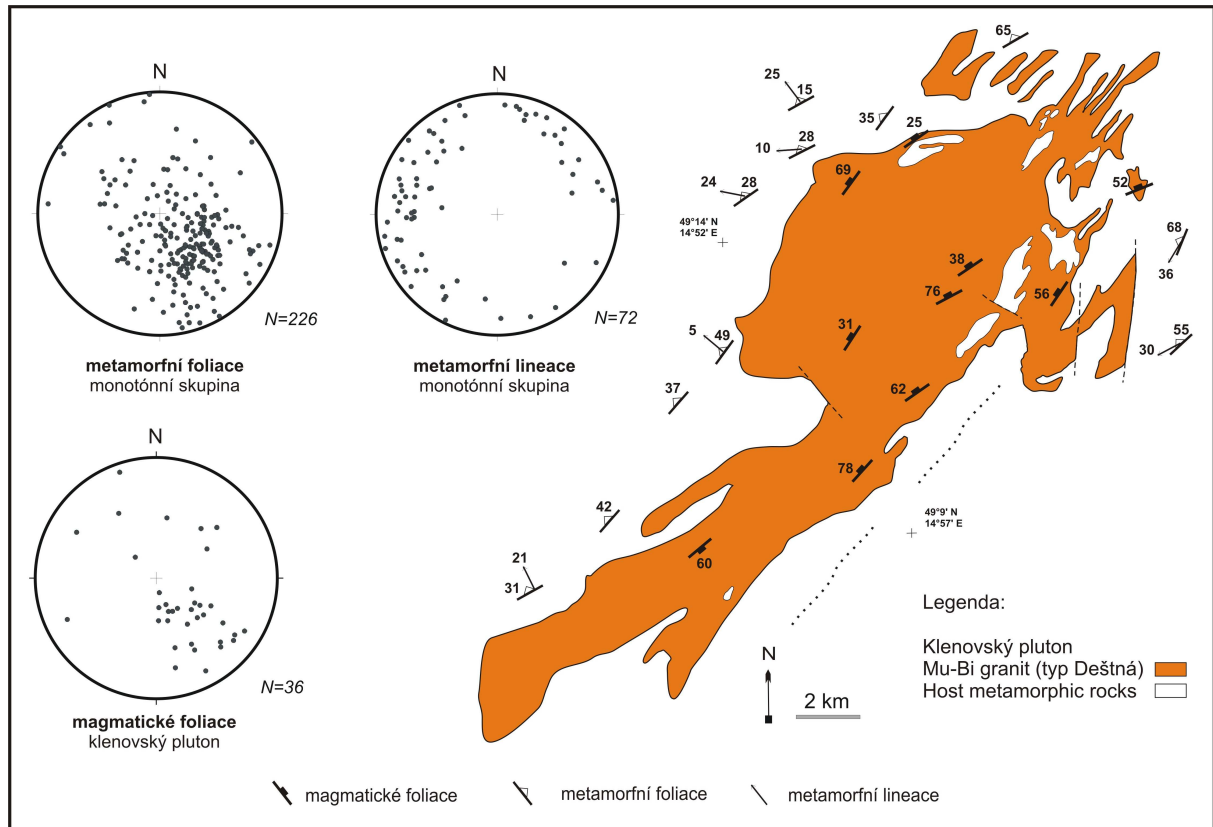 N
N=226
metamorfní foliace
monotónní skupina
N
N=72
metamorfní lineace
monotónní skupina
N
N=36
magmatické foliace
klenovský pluton
65
25
15
35
25
10
28
69
24
28
52
49°14' N
14°52' E
68
36
38
76
56
31
5
49
55
30
37
62
78
42
49°9' N
14°57' E
21
31
60
N
2 km
Legenda:
Klenovský pluton
Mu-Bi granit (typ Deštná)
Host metamorphic rocks
magmatické foliace
metamorfní foliace
metamorfní lineace